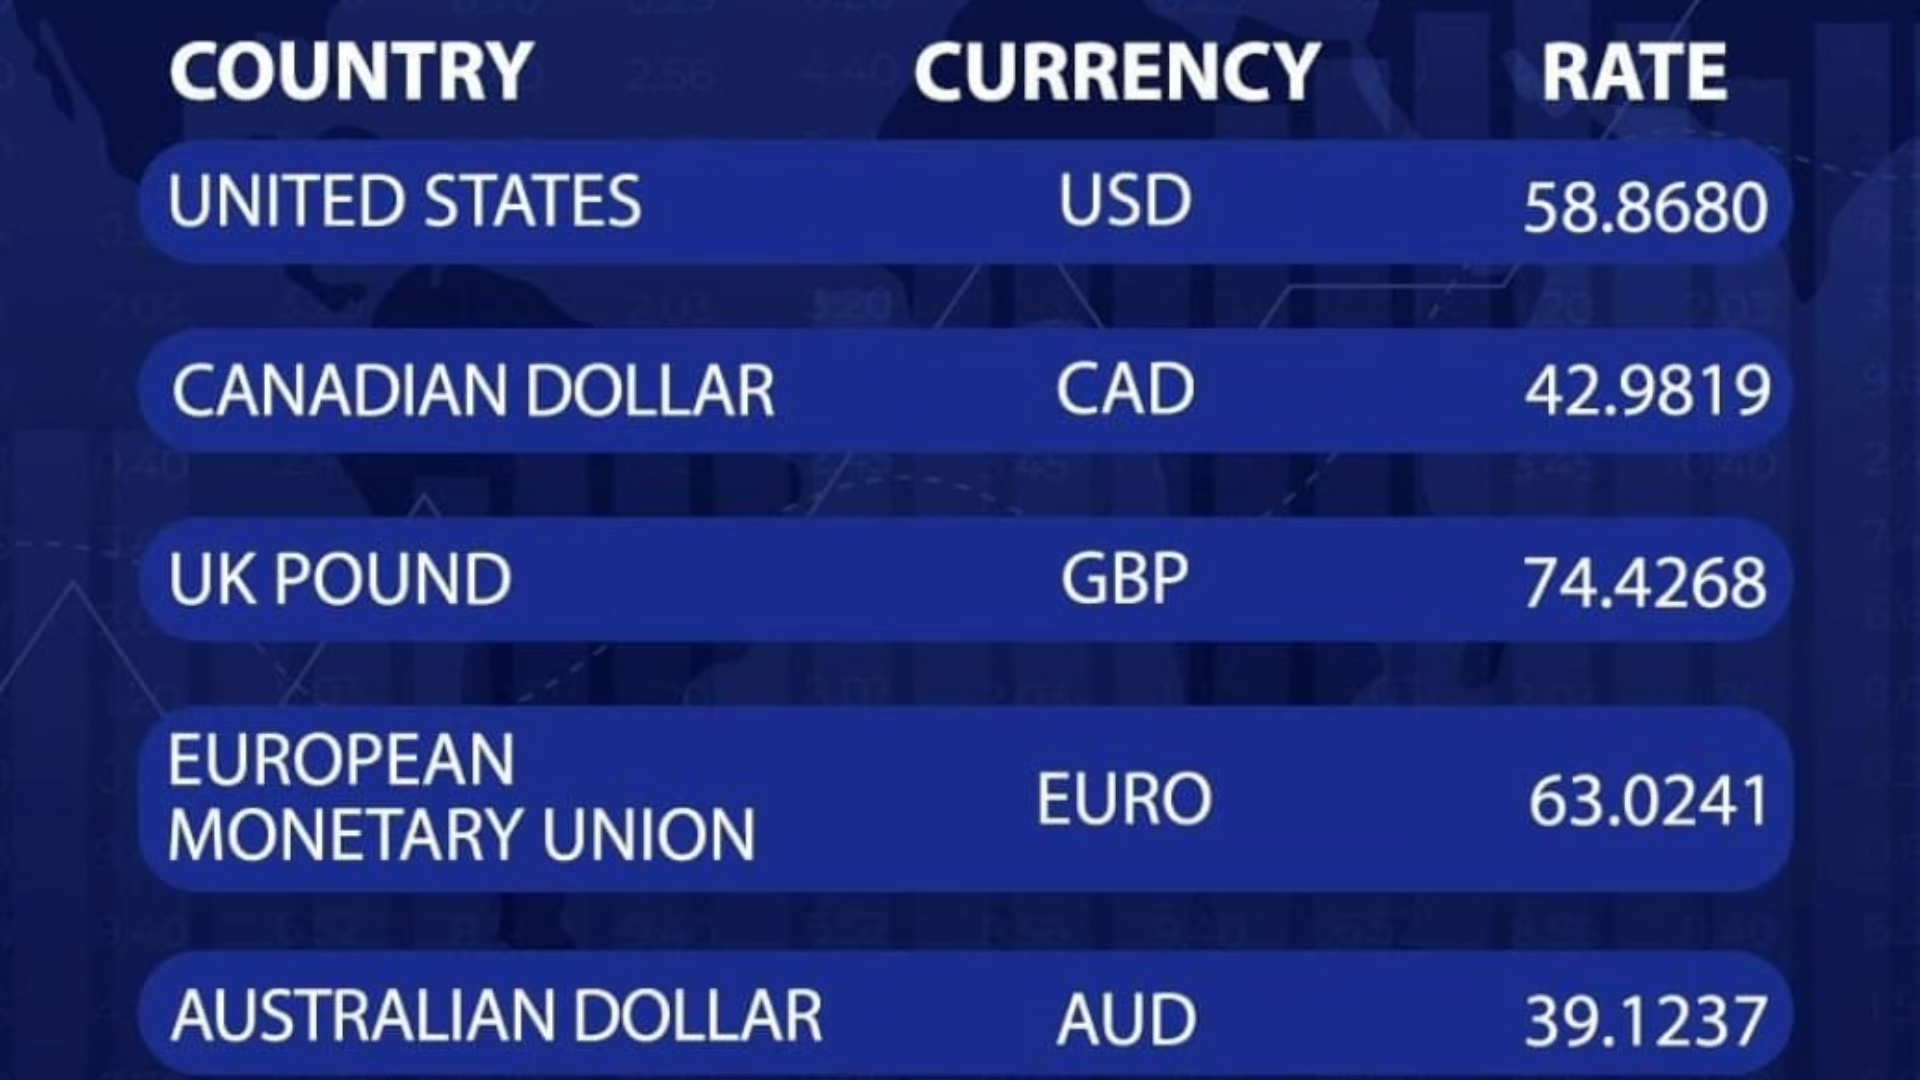 COUNTRY CURRENCY RATE
UNITED STATES USD 58.8680
CANADIAN DOLLAR CAD 42.9819
UK POUND GBP 74.4268
EUROPEAN
MONETARY UNION EURO 63.0241
AUSTRALIAN DOLLAR AUD 39.1237